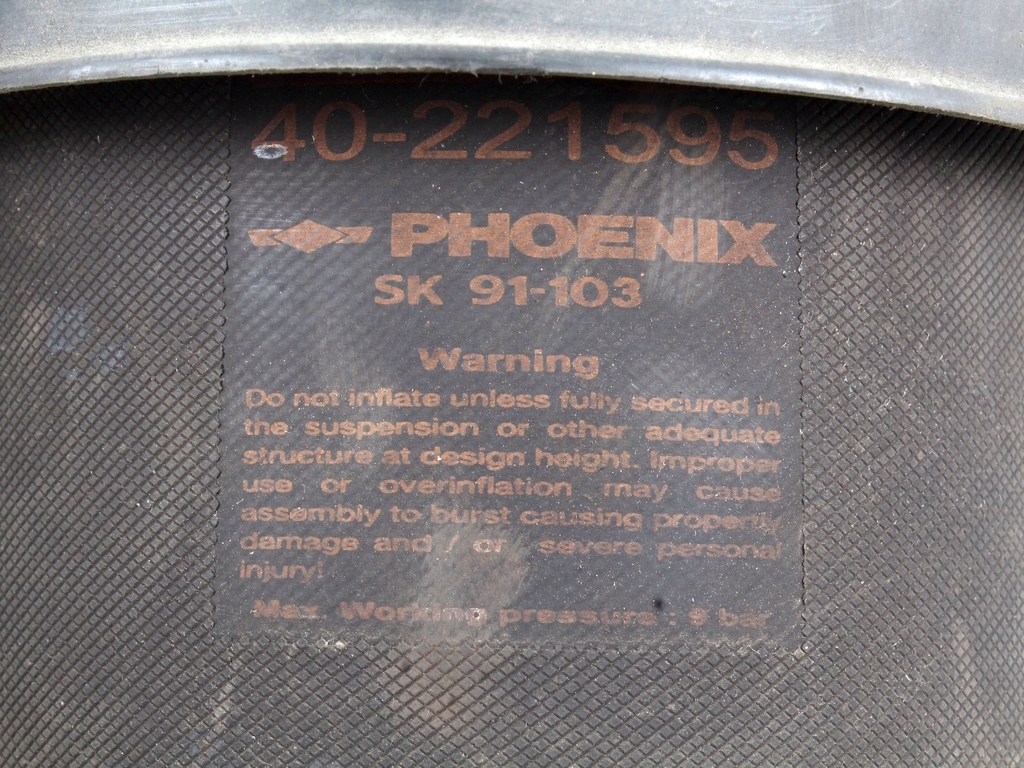 40-221595
PHOENIX
SK 91-103
Warning
Do not inflate unless fully secured in
the suspension or other adequate
structure at design height. Improper
use or overinflation may cause
assembly to burst causing property
damage and / or severe personal
injury!
Max. Working pressure : 9 bar